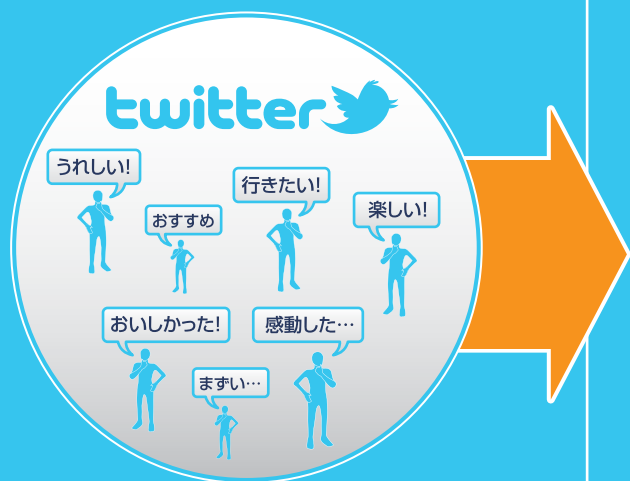 twitter
うれしい!
行きたい!
おすすめ
楽しい!
おいしかった!
感動した…
まずい…